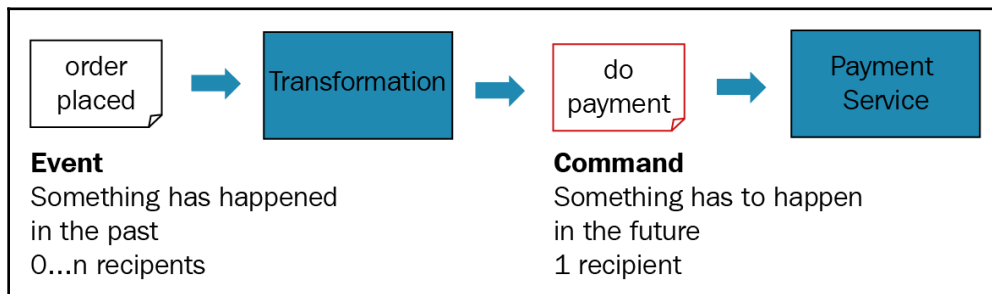 order
placed
Transformation
do
payment
Payment
Service
Event
Something has happened
in the past
0...n recipents
Command
Something has to happen
in the future
1 recipient